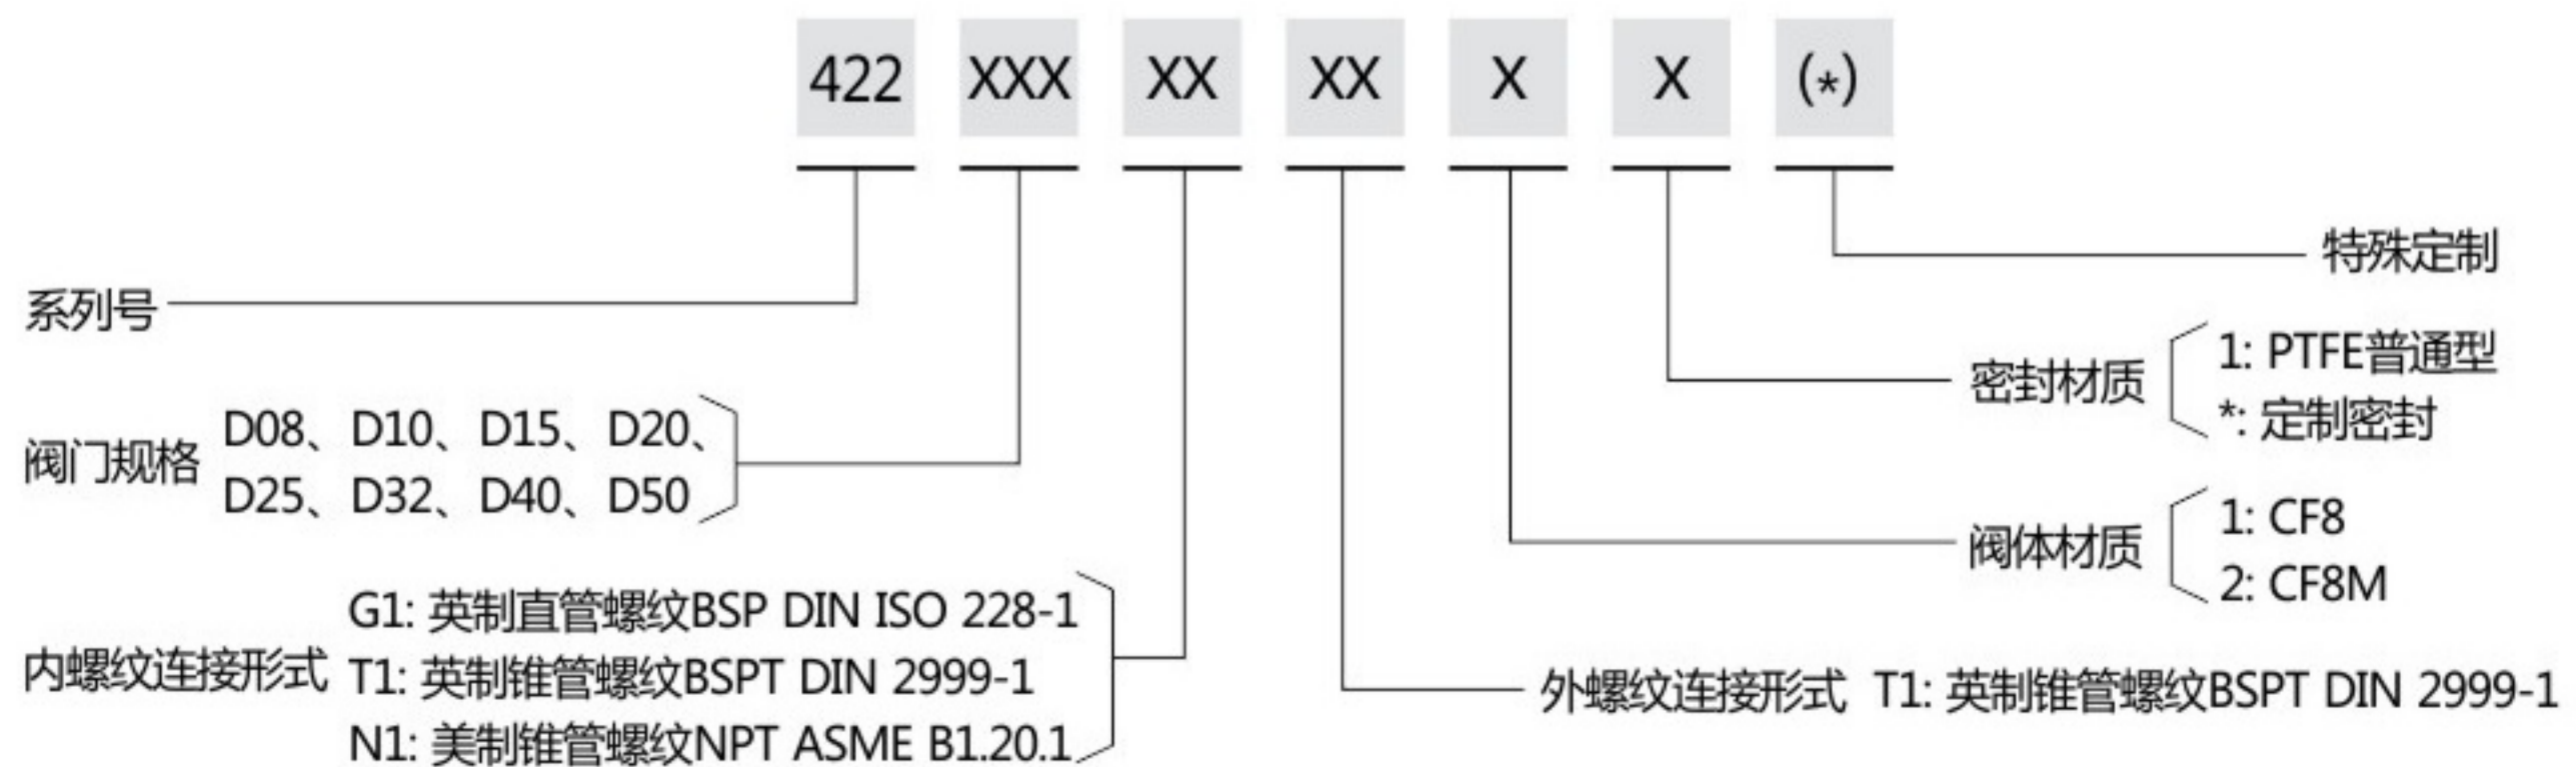 422 XXX XX XX X X (*)
特殊定制
系列号
密封材质
1: PTFE普通型
*: 定制密封
阀门规格
D08、D10、D15、D20、
D25、D32、D40、D50
阀体材质
1: CF8
2: CF8M
内螺纹连接形式
G1: 英制直管螺纹BSP DIN ISO 228-1
T1: 英制锥管螺纹BSPT DIN 2999-1
N1: 美制锥管螺纹NPT ASME B1.20.1
外螺纹连接形式 T1: 英制锥管螺纹BSPT DIN 2999-1